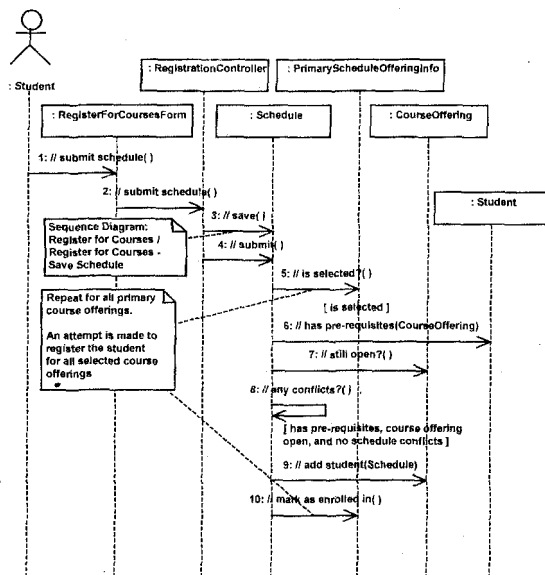 : Student
: RegistrationController
: PrimaryScheduleOfferingInfo
: RegisterForCoursesForm
: Schedule
: CourseOffering
: Student
1: // submit schedule( )
2: // submit schedule( )
3: // save( )
Sequence Diagram:
Register for Courses /
Register for Courses -
Save Schedule
4: // submit( )
5: // is selected?( )
[ is selected ]
Repeat for all primary
course offerings.
An attempt is made to
register the student
for all selected course
offerings
6: // has pre-requisites(CourseOffering)
7: // still open?( )
8: // any conflicts?( )
[ has pre-requisites, course offering
open, and no schedule conflicts ]
9: // add student(Schedule)
10: // mark as enrolled in( )